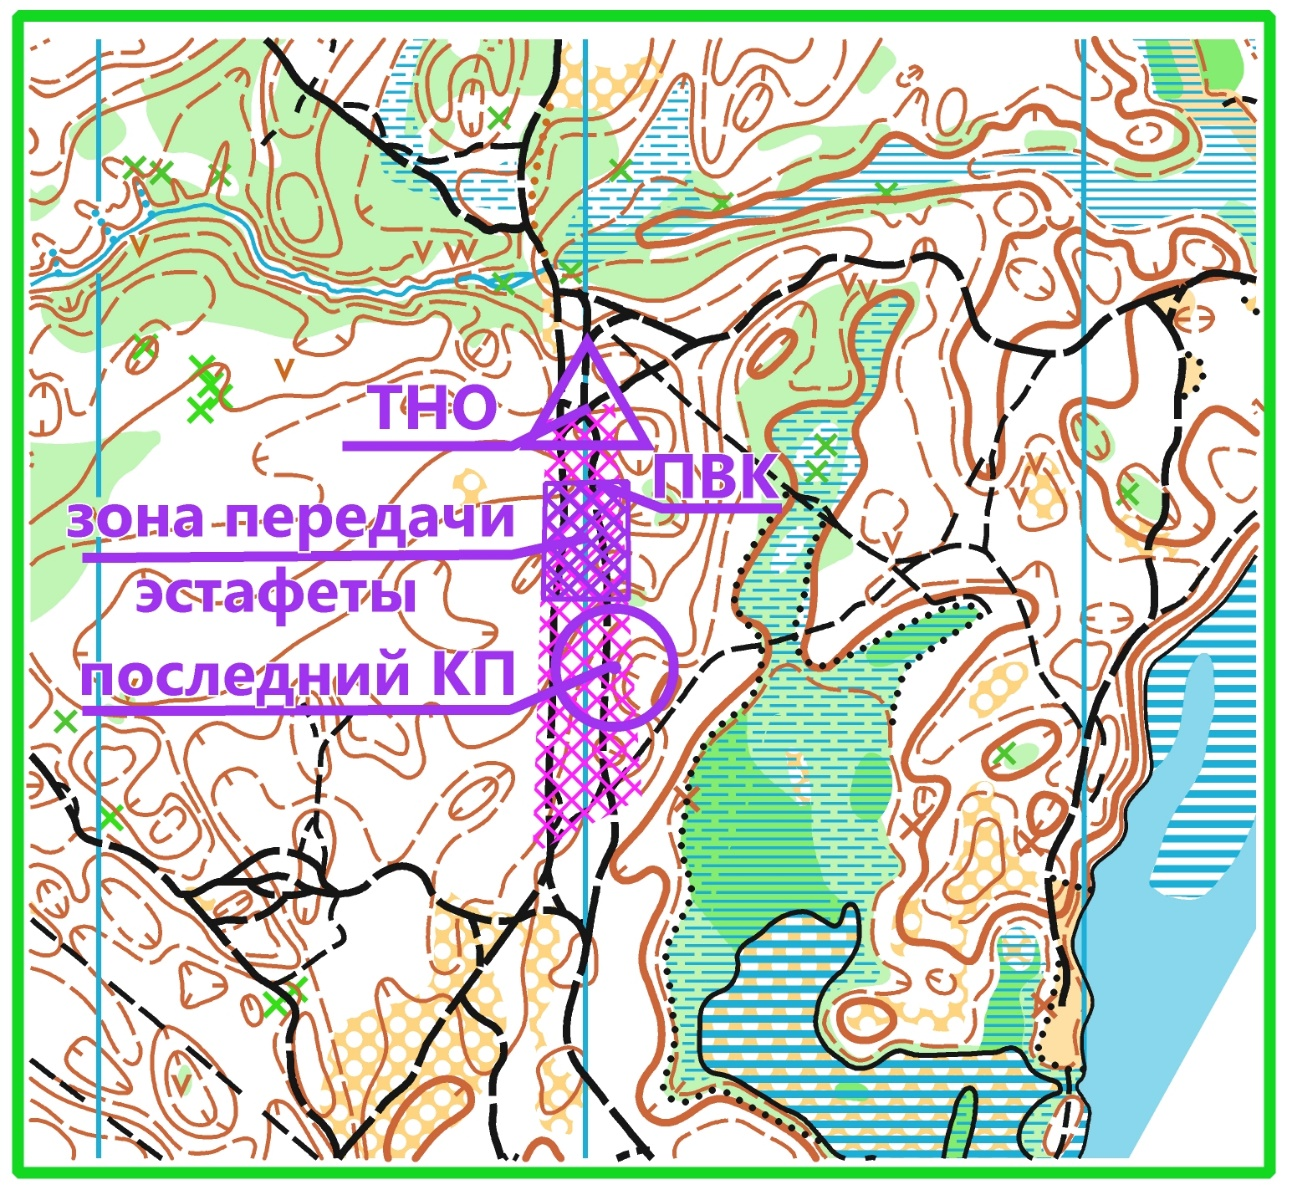 ТНО
ПВК
зона передачи
эстафеты
последний КП